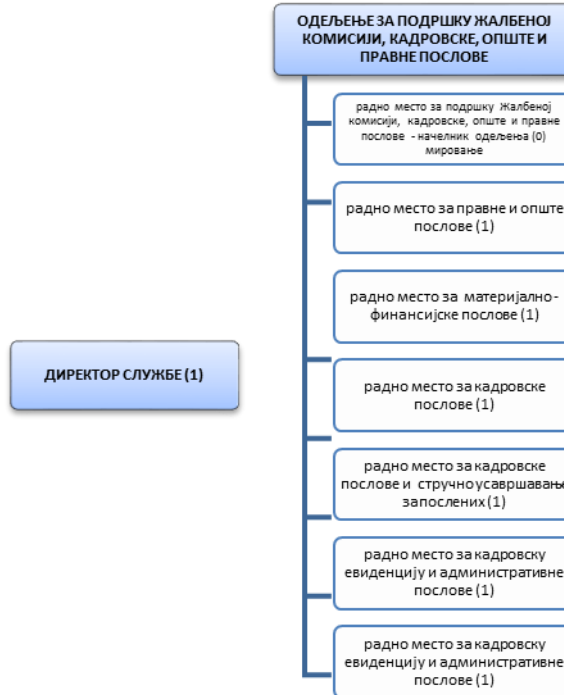 ОДЕЉЕЊЕ ЗА ПОДРШКУ ЖАЛБЕНОЈ
КОМИСИЈИ, КАДРОВСКЕ, ОПШТЕ И
ПРАВНЕ ПОСЛОВЕ
радно место за подршку Жалбеној
комисији, кадровске, опште и правне
послове - начелник одељења (0)
мировање
радно место за правне и опште
послове (1)
радно место за материјално-
финансијске послове (1)
ДИРЕКТОР СЛУЖБЕ (1)
радно место за кадровске
послове (1)
радно место за кадровске
послове и стручно усавршавање
запослених (1)
радно место за кадровску
евиденцију и административне
послове (1)
радно место за кадровску
евиденцију и административне
послове (1)